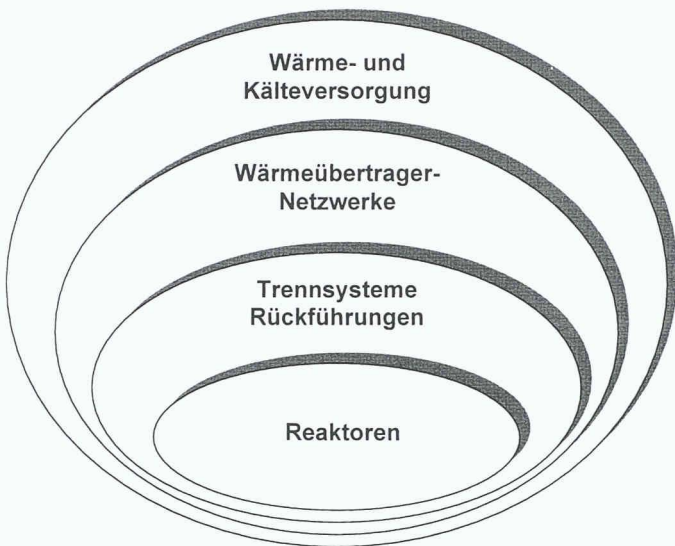 Wärme- und
Kälteversorgung
Wärmeübertrager-
Netzwerke
Trennsysteme
Rückführungen
Reaktoren